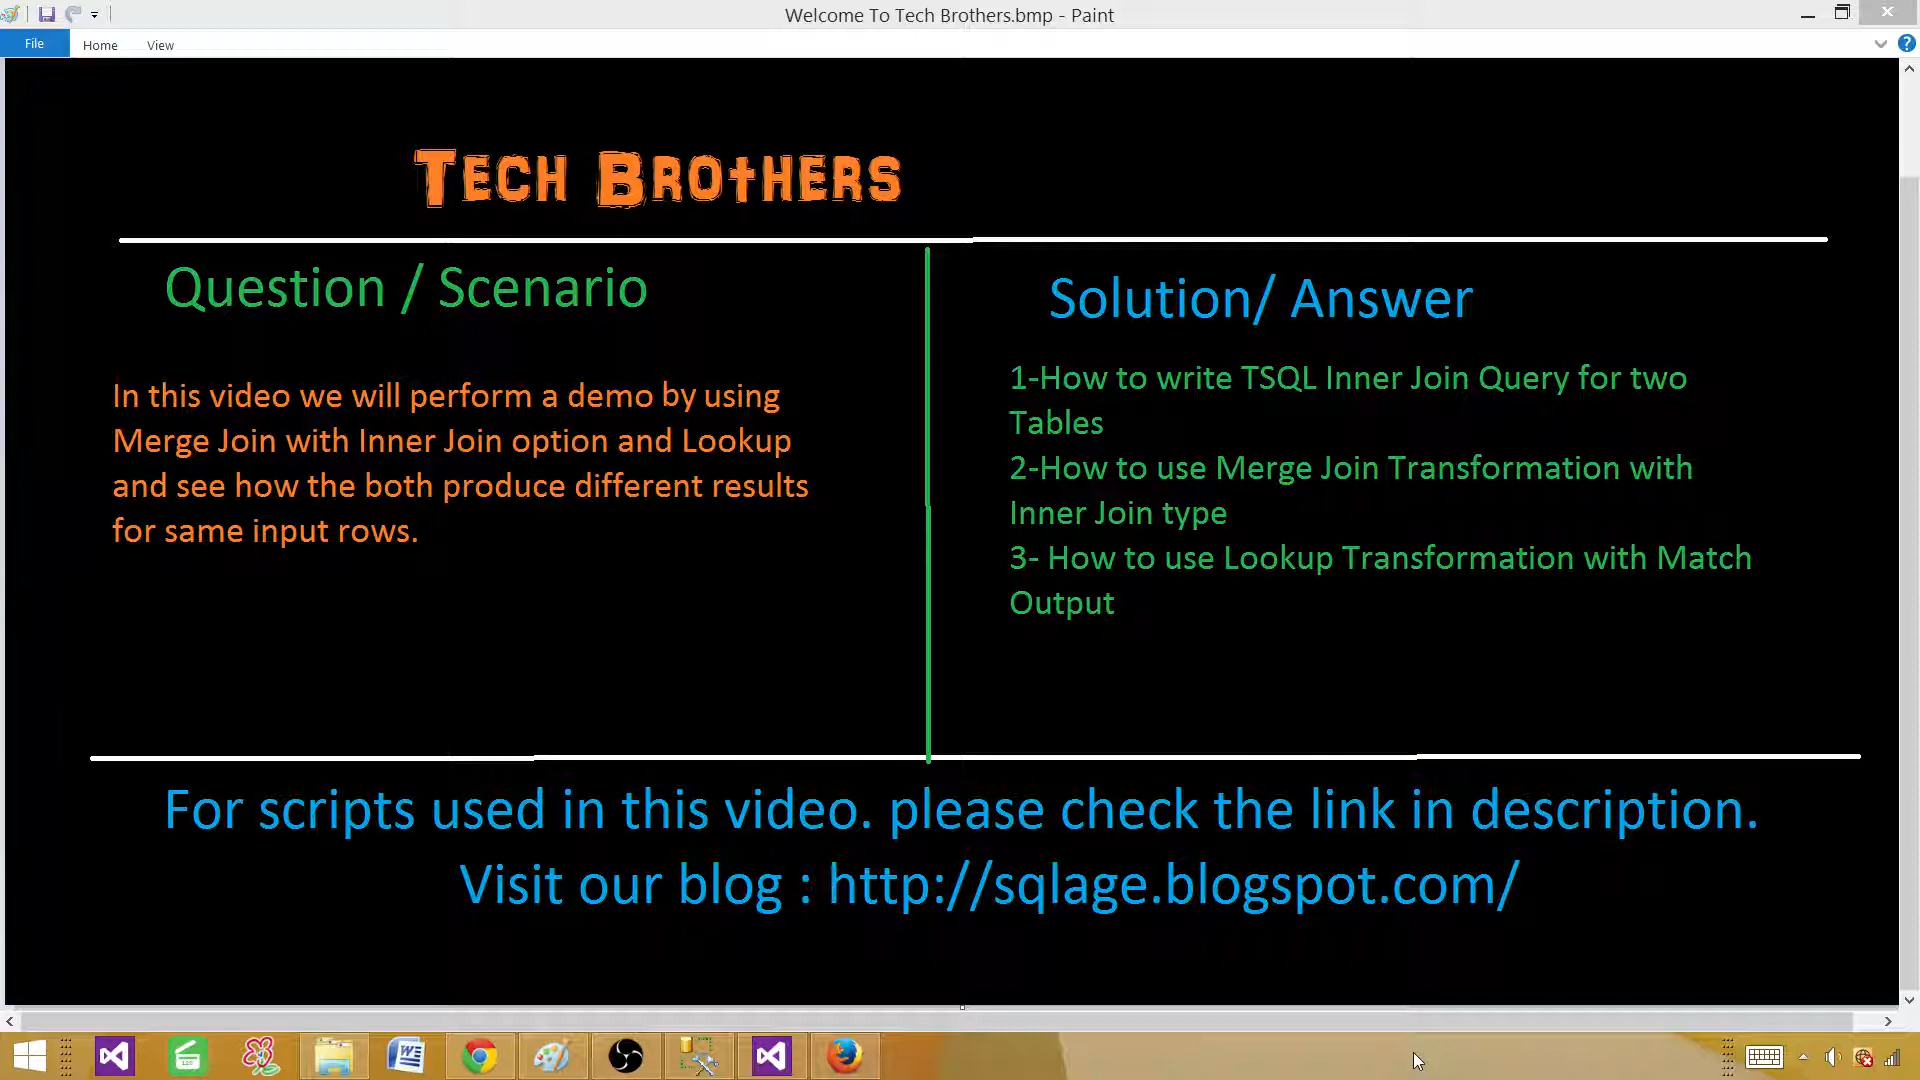 Welcome To Tech Brothers.bmp - Paint
File
Home
View
Tech Brothers
Question / Scenario
In this video we will perform a demo by using
Merge Join with Inner Join option and Lookup
and see how the both produce different results
for same input rows.
Solution/ Answer
1-How to write TSQL Inner Join Query for two
Tables
2-How to use Merge Join Transformation with
Inner Join type
3- How to use Lookup Transformation with Match
Output
For scripts used in this video. please check the link in description.
Visit our blog : http://sqlage.blogspot.com/